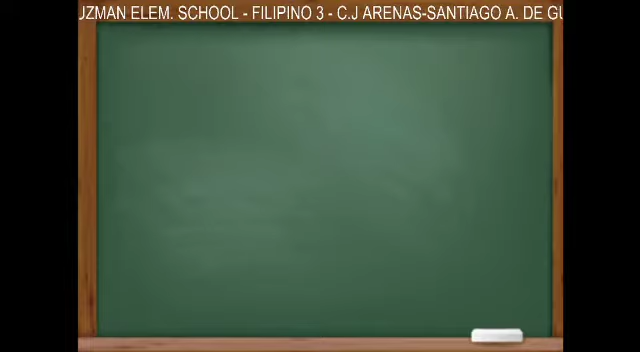 UZMAN ELEM. SCHOOL - FILIPINO 3 - C.J ARENAS-SANTIAGO A. DE GU